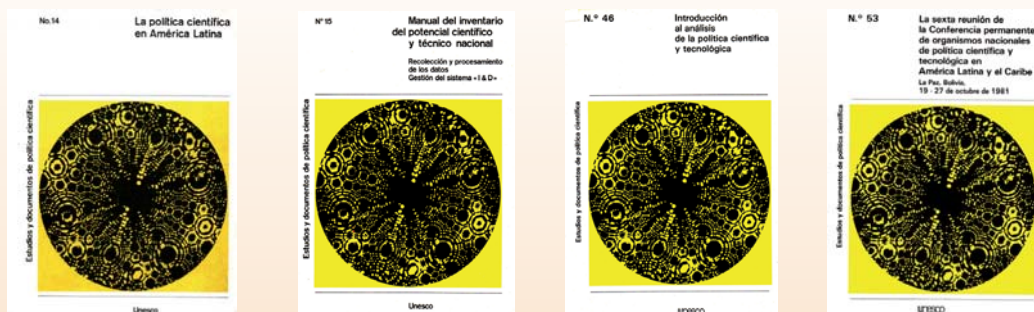 No.14
La política científica
en América Latina
Estudios y documentos de política científica
Unesco
N° 15
Manual del inventario
del potencial científico
y técnico nacional
Recolección y procesamiento
de los datos
Gestión del sistema «I & D»
Estudios y documentos de política científica
Unesco
N.° 46
Introducción
al análisis
de la política científica
y tecnológica
Estudios y documentos de política científica
unesco
N.° 53
La sexta reunión de
la Conferencia permanente
de organismos nacionales
de política científica y
tecnológica en
América Latina y el Caribe
La Paz, Bolivia,
19 - 27 de octubre de 1981
Estudios y documentos de política científica
unesco